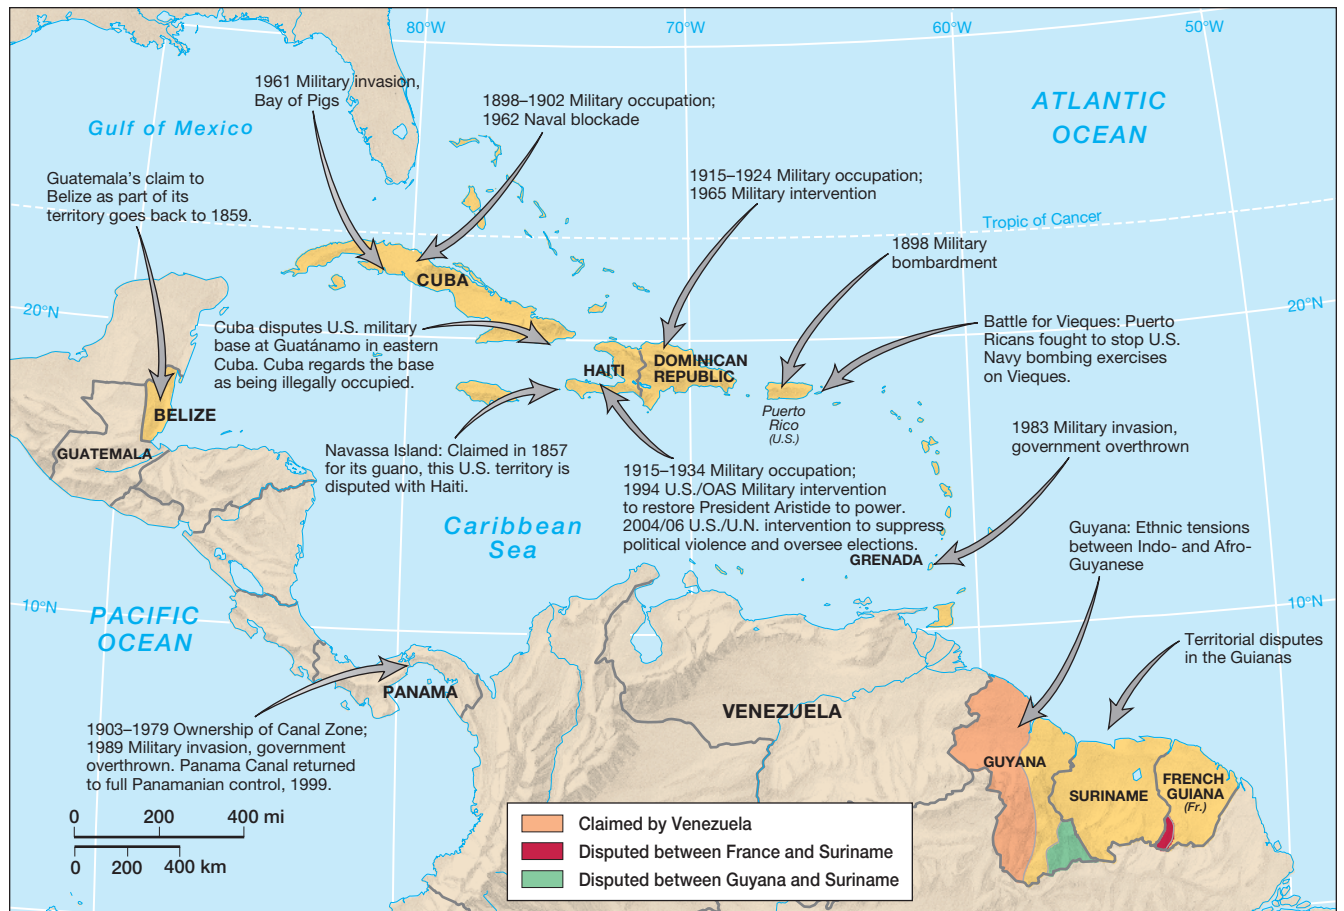 80°W
70°W
60°W
50°W
1961 Military invasion,
Bay of Pigs
1898–1902 Military occupation;
1962 Naval blockade
ATLANTIC
OCEAN
Gulf of Mexico
Guatemala’s claim to
Belize as part of its
territory goes back to 1859.
1915–1924 Military occupation;
1965 Military intervention
Tropic of Cancer
1898 Military
bombardment
CUBA
20°N
20°N
Cuba disputes U.S. military
base at Guatánamo in eastern
Cuba. Cuba regards the base
as being illegally occupied.
Battle for Vieques: Puerto
Ricans fought to stop U.S.
Navy bombing exercises
on Vieques.
HAITI
DOMINICAN
REPUBLIC
BELIZE
Puerto
Rico
(U.S.)
GUATEMALA
Navassa Island: Claimed in 1857
for its guano, this U.S. territory is
disputed with Haiti.
1983 Military invasion,
government overthrown
1915–1934 Military occupation;
1994 U.S./OAS Military intervention
to restore President Aristide to power.
2004/06 U.S./U.N. intervention to suppress
political violence and oversee elections.
Caribbean
Sea
GRENADA
Guyana: Ethnic tensions
between Indo- and Afro-
Guyanese
10°N
10°N
PACIFIC
OCEAN
Territorial disputes
in the Guianas
PANAMA
VENEZUELA
1903–1979 Ownership of Canal Zone;
1989 Military invasion, government
overthrown. Panama Canal returned
to full Panamanian control, 1999.
GUYANA
SURINAME
FRENCH
GUIANA
(Fr.)
0 200 400 mi
0 200 400 km
Claimed by Venezuela
Disputed between France and Suriname
Disputed between Guyana and Suriname